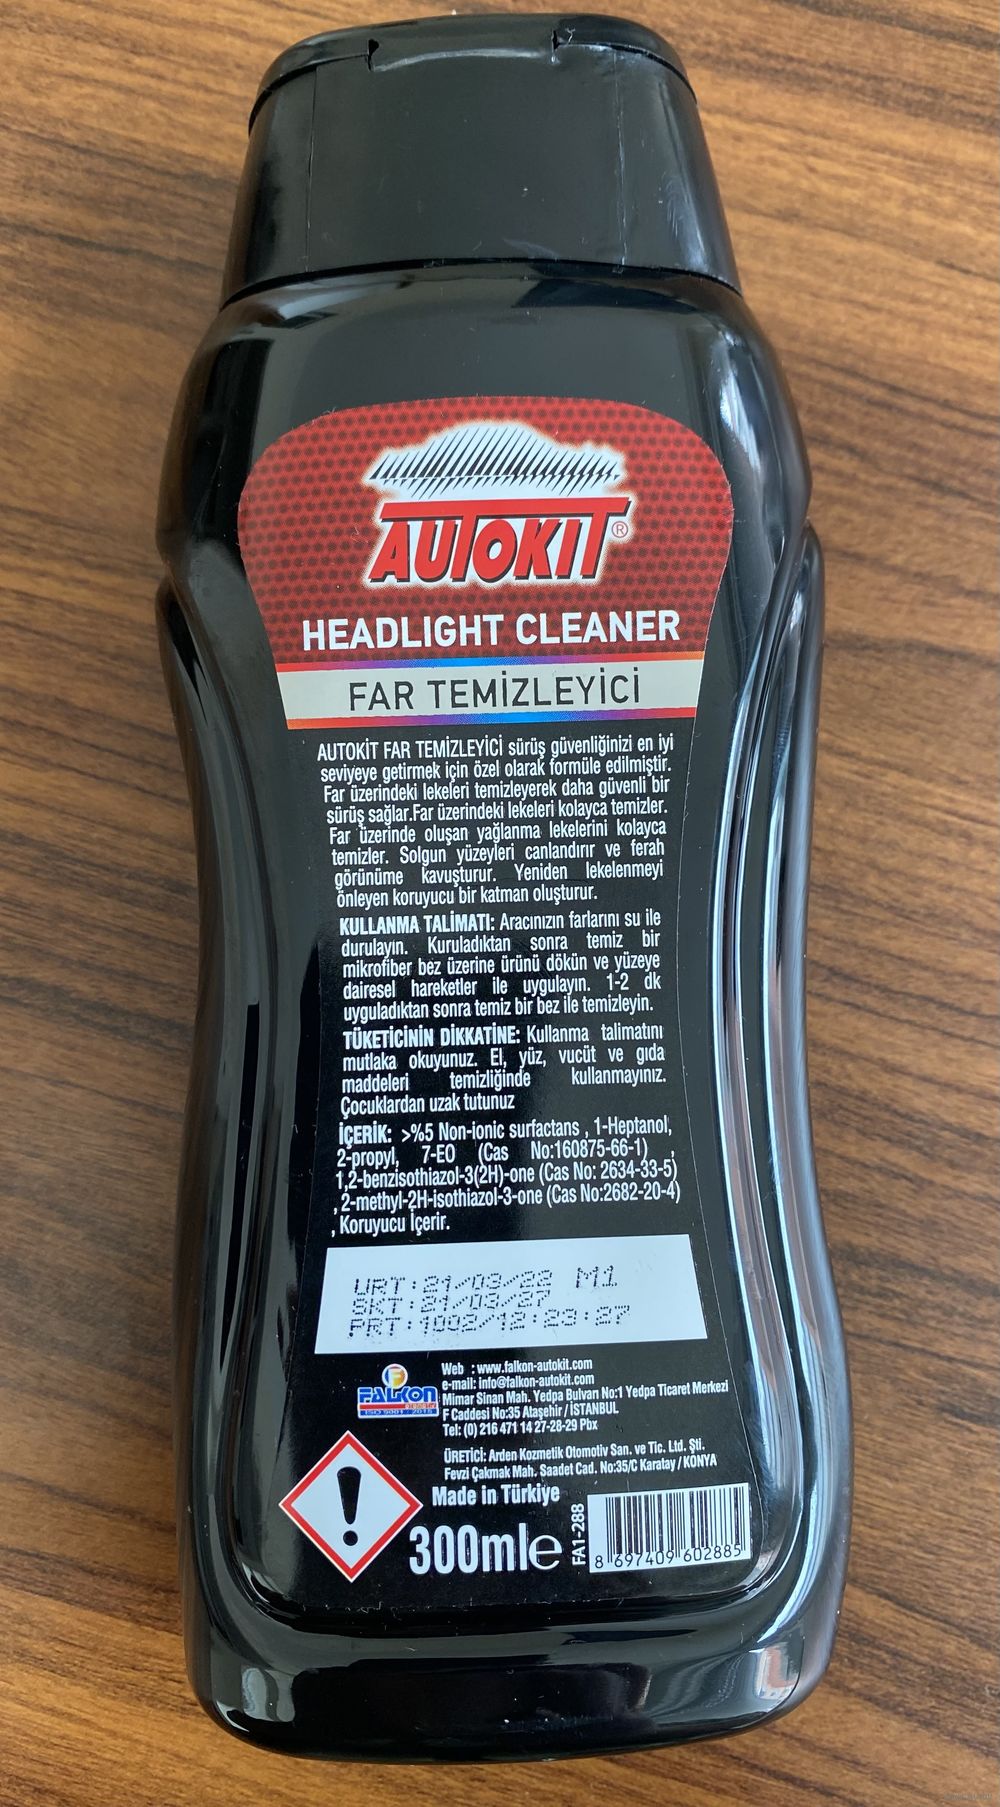 AUTOKIT®
HEADLIGHT CLEANER
FAR TEMİZLEYİCİ
AUTOKİT FAR TEMİZLEYİCİ sürüş güvenliğinizi en iyi
seviyeye getirmek için özel olarak formüle edilmiştir.
Far üzerindeki lekeleri temizleyerek daha güvenli bir
sürüş sağlar.Far üzerindeki lekeleri kolayca temizler.
Far üzerinde oluşan yağlanma lekelerini kolayca
temizler. Solgun yüzeyleri canlandırır ve ferah
görünüme kavuşturur. Yeniden lekelenmeyi
önleyen koruyucu bir katman oluşturur.
KULLANMA TALİMATI: Aracınızın farlarını su ile
durulayın. Kuruladıktan sonra temiz bir
mikrofiber bez üzerine ürünü dökün ve yüzeye
dairesel hareketler ile uygulayın. 1-2 dk
uyguladıktan sonra temiz bir bez ile temizleyin.
TÜKETİCİNİN DİKKATİNE: Kullanma talimatını
mutlaka okuyunuz. El, yüz, vucüt ve gıda
maddeleri temizliğinde kullanmayınız.
Çocuklardan uzak tutunuz
İÇERİK: >%5 Non-ionic surfactans , 1-Heptanol,
2-propyl, 7-EO (Cas No:160875-66-1) ,
1,2-benzisothiazol-3(2H)-one (Cas No: 2634-33-5)
, 2-methyl-2H-isothiazol-3-one (Cas No:2682-20-4)
, Koruyucu İçerir.
URT:21/03/22 M1
SKT:21/03/27
PRT:1002/12:23:27
FALKON
otomotiv
ISO 9001 : 2015
Web : www.falkon-autokit.com
e-mail: info@falkon-autokit.com
Mimar Sinan Mah. Yedpa Bulvarı No:1 Yedpa Ticaret Merkezi
F Caddesi No:35 Ataşehir / İSTANBUL
Tel: (0) 216 471 14 27-28-29 Pbx
ÜRETİCİ: Arden Kozmetik Otomotiv San. ve Tic. Ltd. Şti.
Fevzi Çakmak Mah. Saadet Cad. No:35/C Karatay / KONYA
Made in Türkiye
300mle
FA1-288
8 697409 602885